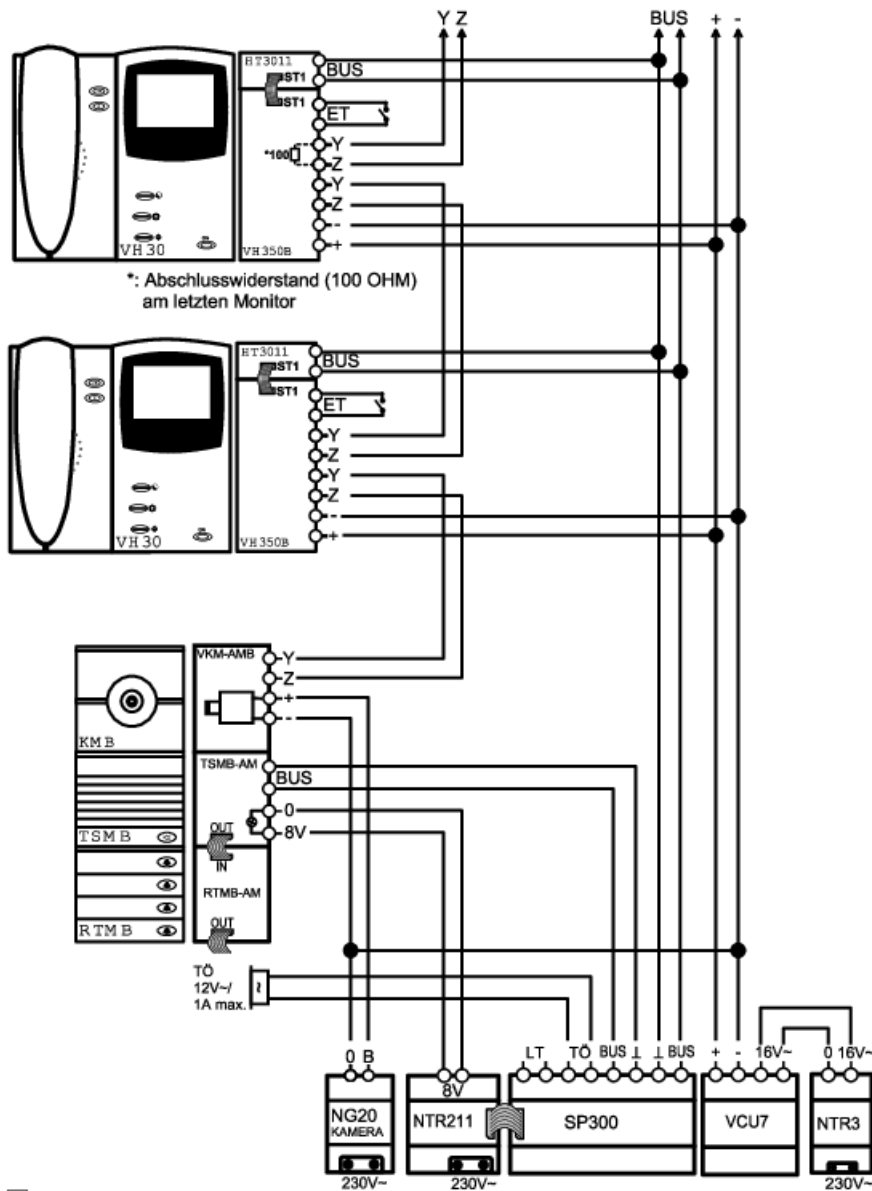 Y Z BUS + -
HT3011
BUS
ST1
ST1
ET
*100
Y
Z
Y
Z
-
+
VH30
VH350B
*: Abschlusswiderstand (100 OHM)
am letzten Monitor
HT3011
BUS
ST1
ST1
ET
Y
Z
Y
Z
-
+
VH30
VH350B
VKM-AMB
Y
Z
+
-
KMB
TSMB-AM
BUS
0
8V
TSMB
OUT
IN
RTMB-AM
RTMB
OUT
TÖ
12V~/
1A max.
~
0 B
LT TÖ BUS ⊥ ⊥ BUS
+ - 16V~
0 16V~
8V
NG20
KAMERA
NTR211
SP300
VCU7
NTR3
230V~
230V~
230V~